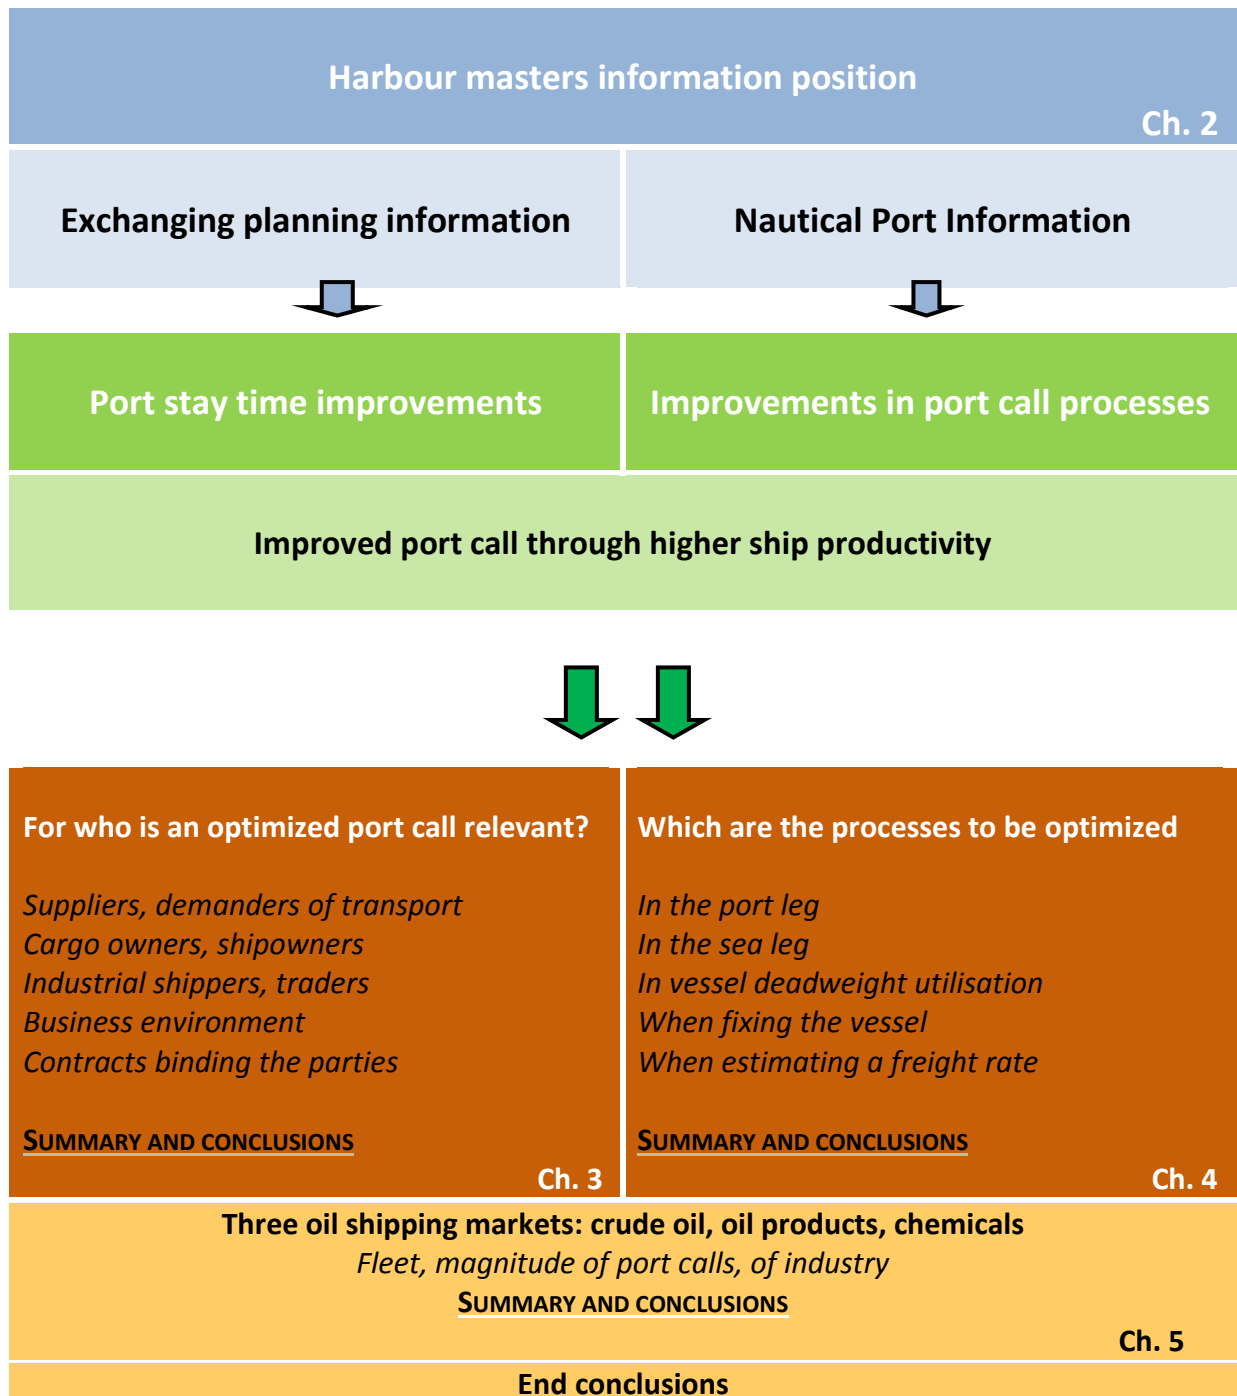 Harbour masters information position
Ch. 2
Exchanging planning information
Nautical Port Information
Port stay time improvements
Improvements in port call processes
Improved port call through higher ship productivity
For who is an optimized port call relevant?
Suppliers, demanders of transport
Cargo owners, shipowners
Industrial shippers, traders
Business environment
Contracts binding the parties
SUMMARY AND CONCLUSIONS
Ch. 3
Which are the processes to be optimized
In the port leg
In the sea leg
In vessel deadweight utilisation
When fixing the vessel
When estimating a freight rate
SUMMARY AND CONCLUSIONS
Ch. 4
Three oil shipping markets: crude oil, oil products, chemicals
Fleet, magnitude of port calls, of industry
SUMMARY AND CONCLUSIONS
Ch. 5
End conclusions